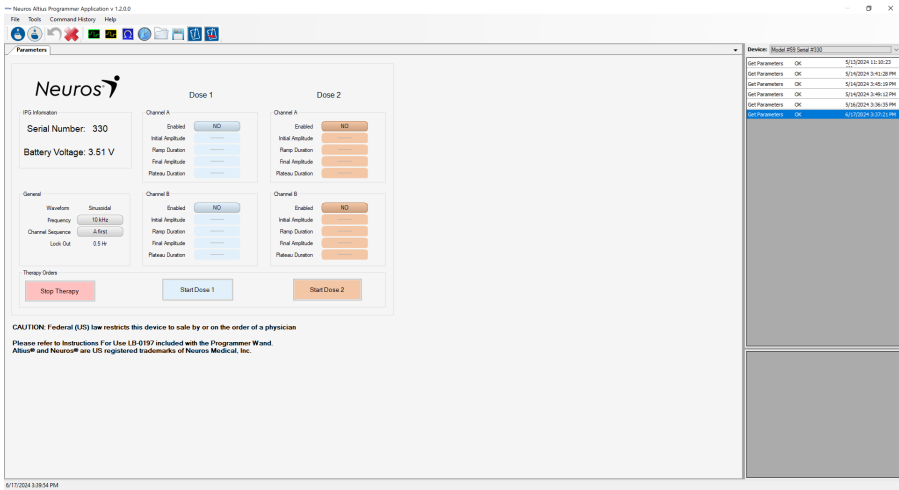 Neuros Altius Programmer Application v 1.2.0.0
File Tools Command History Help
Parameters
Device: Model #59 Serial #330
Get Parameters OK 5/13/2024 11:10:23
Get Parameters OK 5/14/2024 3:41:28 PM
Get Parameters OK 5/14/2024 3:45:19 PM
Get Parameters OK 5/14/2024 3:49:12 PM
Get Parameters OK 5/16/2024 3:36:35 PM
Get Parameters OK 6/17/2024 3:37:21 PM
Neuros
Dose 1 Dose 2
IPG Information
Serial Number: 330
Battery Voltage: 3.51 V
Channel A
Enabled NO
Initial Amplitude -----
Ramp Duration -----
Final Amplitude -----
Plateau Duration -----
Channel A
Enabled NO
Initial Amplitude -----
Ramp Duration -----
Final Amplitude -----
Plateau Duration -----
General
Waveform Sinusoidal
Frequency 10 kHz
Channel Sequence A first
Lock Out 0.5 Hr
Channel B
Enabled NO
Initial Amplitude -----
Ramp Duration -----
Final Amplitude -----
Plateau Duration -----
Channel B
Enabled NO
Initial Amplitude -----
Ramp Duration -----
Final Amplitude -----
Plateau Duration -----
Therapy Orders
Stop Therapy Start Dose 1 Start Dose 2
CAUTION: Federal (US) law restricts this device to sale by or on the order of a physician
Please refer to Instructions For Use LB-0197 included with the Programmer Wand.
Altius® and Neuros® are US registered trademarks of Neuros Medical, Inc.
6/17/2024 3:39:54 PM